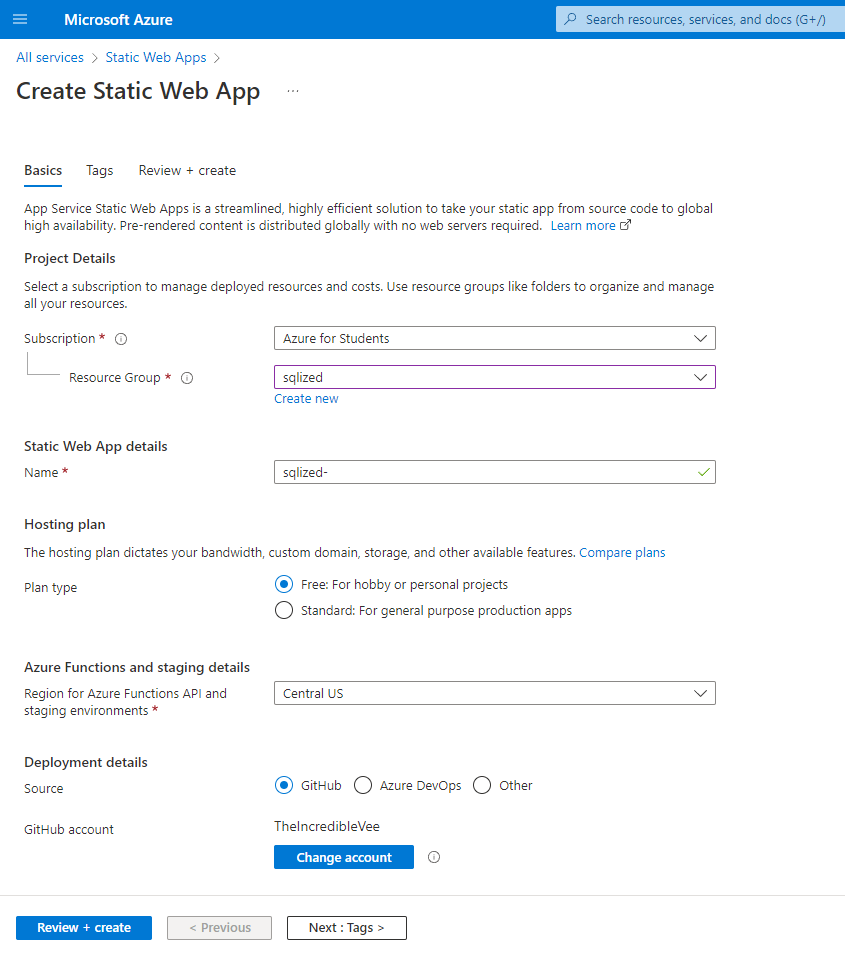 Microsoft Azure
Search resources, services, and docs (G+/)
All services > Static Web Apps >
Create Static Web App ...
Basics Tags Review + create
App Service Static Web Apps is a streamlined, highly efficient solution to take your static app from source code to global
high availability. Pre-rendered content is distributed globally with no web servers required. Learn more
Project Details
Select a subscription to manage deployed resources and costs. Use resource groups like folders to organize and manage
all your resources.
Subscription * Azure for Students
Resource Group * sqlized
Create new
Static Web App details
Name * sqlized-
Hosting plan
The hosting plan dictates your bandwidth, custom domain, storage, and other available features. Compare plans
Plan type
Free: For hobby or personal projects
Standard: For general purpose production apps
Azure Functions and staging details
Region for Azure Functions API and
staging environments *
Central US
Deployment details
Source GitHub Azure DevOps Other
GitHub account TheIncredibleVee
Change account
Review + create < Previous Next : Tags >